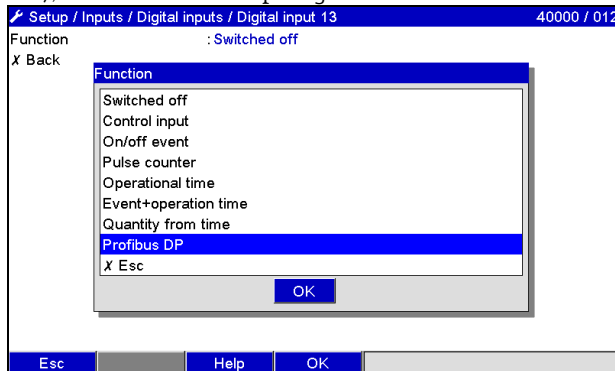 Setup / Inputs / Digital inputs / Digital input 13 40000 / 012
Function : Switched off
X Back
Function
Switched off
Control input
On/off event
Pulse counter
Operational time
Event+operation time
Quantity from time
Profibus DP
X Esc
OK
Esc Help OK